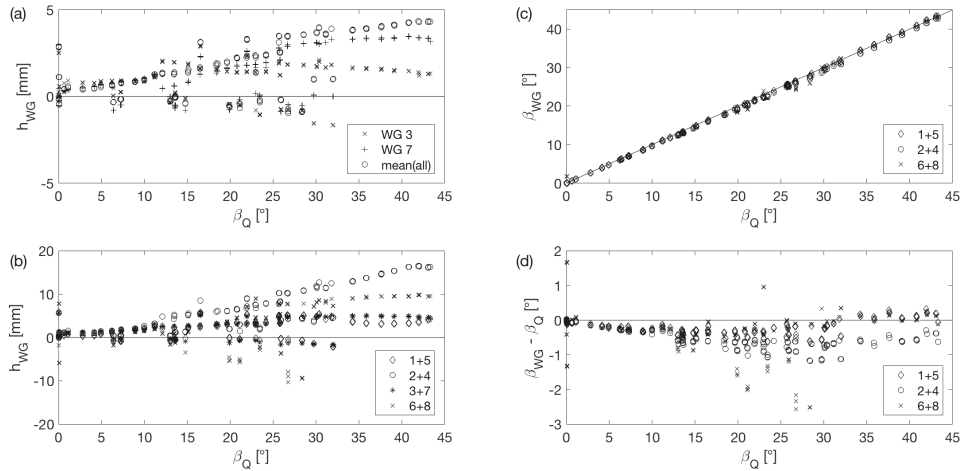 (a)
5
0
-5
h_WG [mm]
0 5 10 15 20 25 30 35 40 45
β_Q [°]
WG 3
WG 7
mean(all)
(b)
20
10
0
-10
-20
h_WG [mm]
0 5 10 15 20 25 30 35 40 45
β_Q [°]
1+5
2+4
3+7
6+8
(c)
40
30
20
10
0
β_WG [°]
0 5 10 15 20 25 30 35 40 45
β_Q [°]
1+5
2+4
6+8
(d)
2
1
0
-1
-2
-3
β_WG - β_Q [°]
0 5 10 15 20 25 30 35 40 45
β_Q [°]
1+5
2+4
6+8